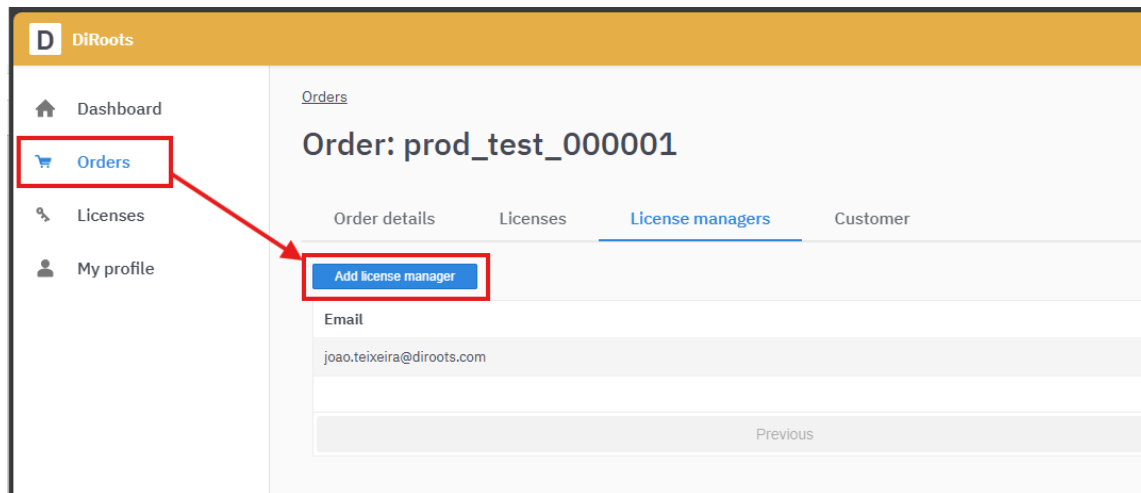 D DiRoots
Dashboard
Orders
Licenses
My profile
Orders
Order: prod_test_000001
Order details Licenses License managers Customer
Add license manager
Email
joao.teixeira@diroots.com
Previous